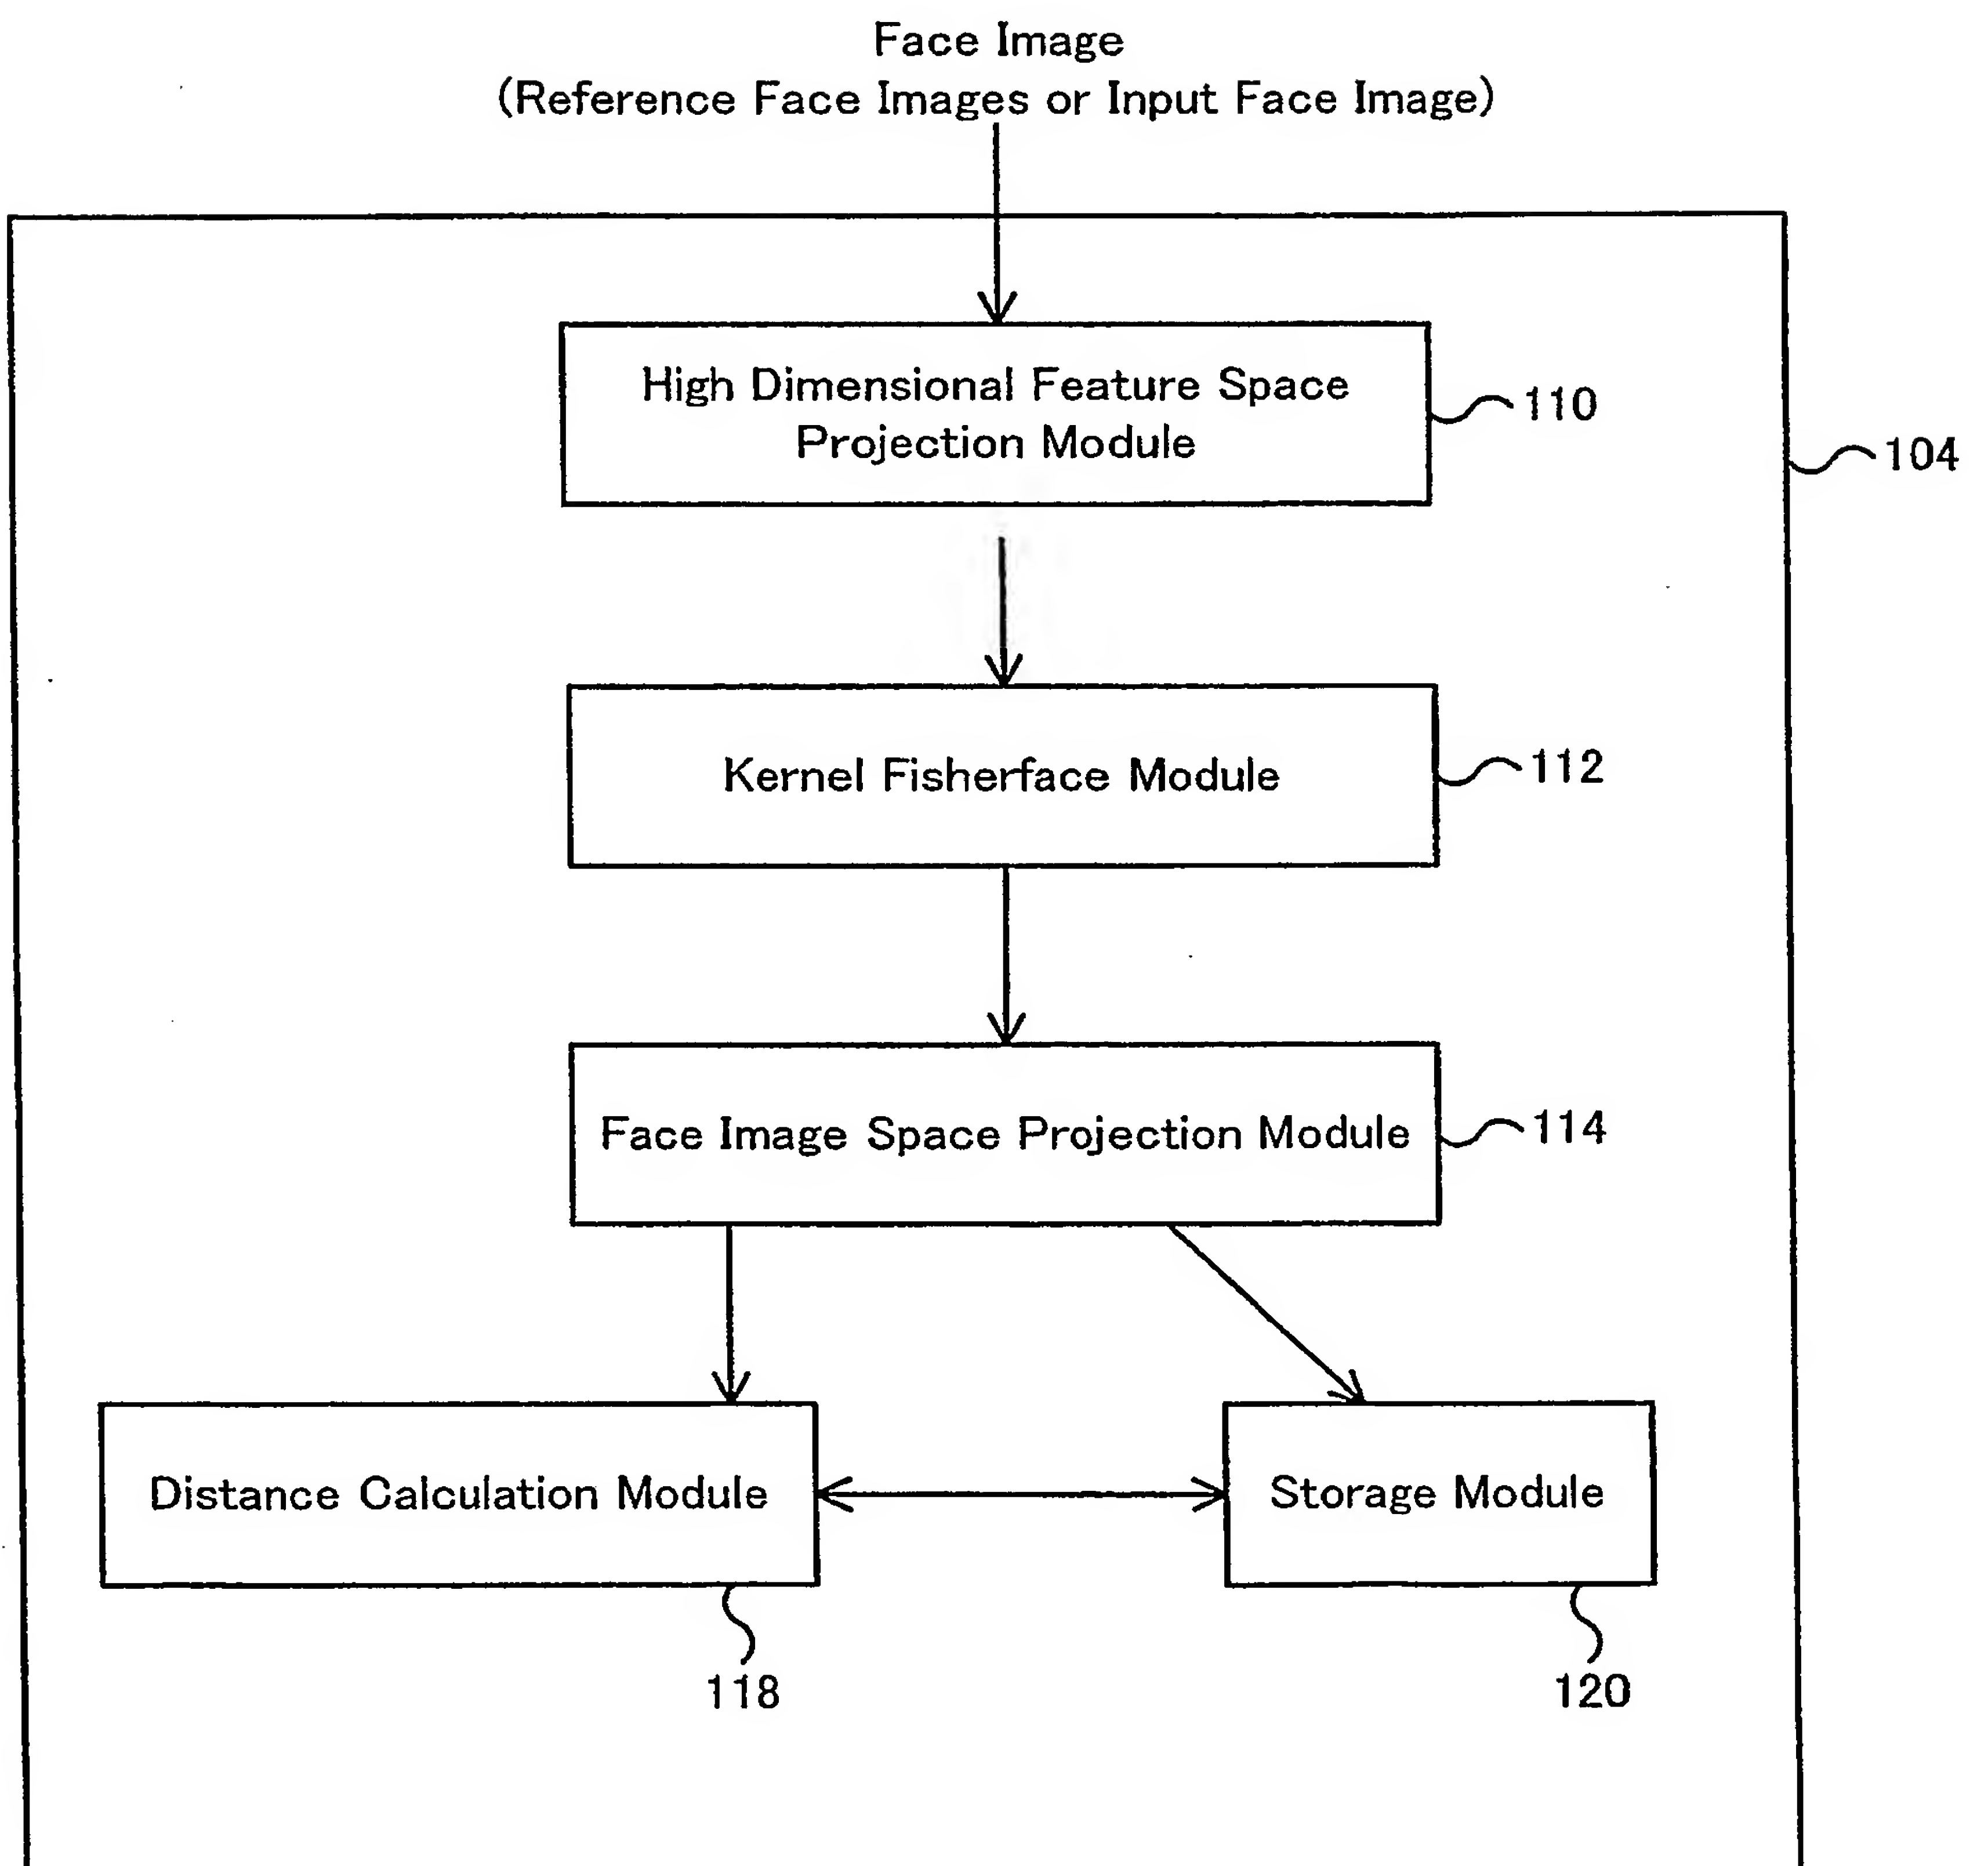 Face Image
(Reference Face Images or Input Face Image)
High Dimensional Feature Space
Projection Module
110
104
Kernel Fisherface Module
112
Face Image Space Projection Module
114
Distance Calculation Module
Storage Module
118
120